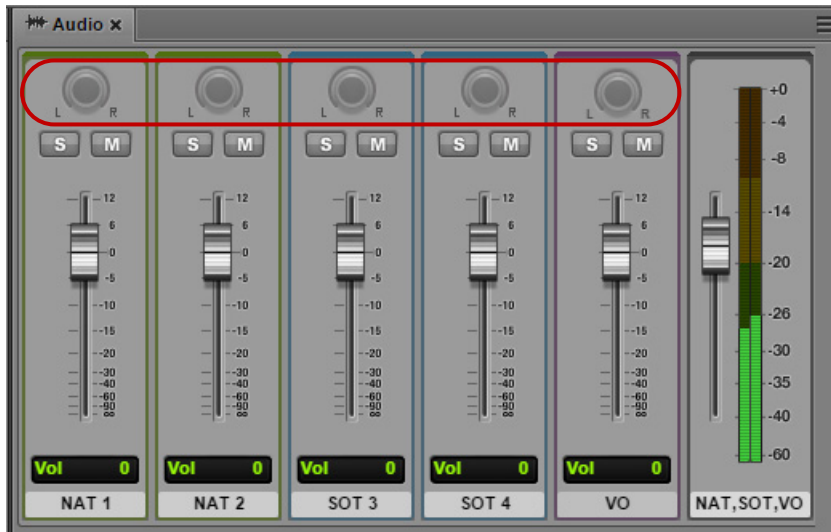 Audio x
L R L R L R L R L R
S M S M S M S M S M
12 12 12 12 12
6 6 6 6 6
0 0 0 0 0
-5 -5 -5 -5 -5
-10 -10 -10 -10 -10
-15 -15 -15 -15 -15
-20 -20 -20 -20 -20
-30 -30 -30 -30 -30
-40 -40 -40 -40 -40
-60 -60 -60 -60 -60
-90 -90 -90 -90 -90
∞ ∞ ∞ ∞ ∞
Vol 0 Vol 0 Vol 0 Vol 0 Vol 0
NAT 1 NAT 2 SOT 3 SOT 4 VO
+0
-4
-8
-14
-20
-26
-30
-35
-40
-60
NAT,SOT,VO